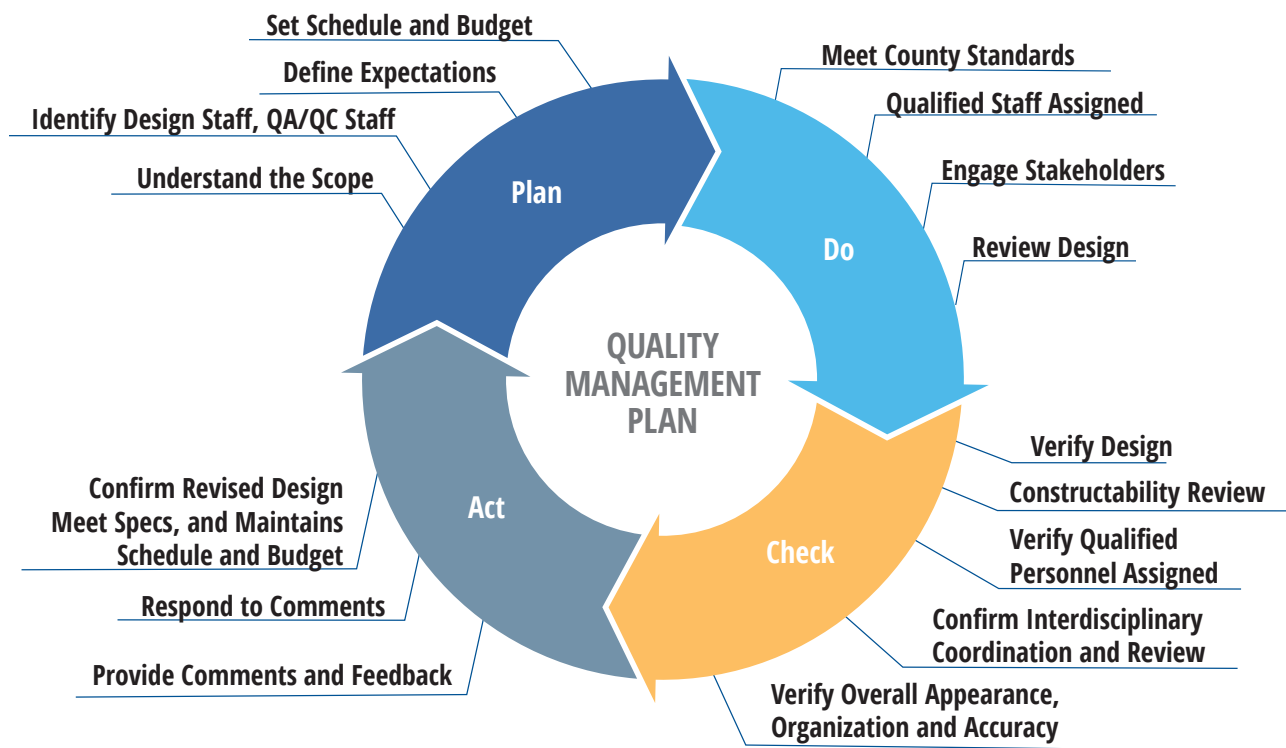 Set Schedule and Budget
Define Expectations
Identify Design Staff, QA/QC Staff
Understand the Scope
Plan
Meet County Standards
Qualified Staff Assigned
Engage Stakeholders
Review Design
Do
QUALITY
MANAGEMENT
PLAN
Verify Design
Constructability Review
Verify Qualified
Personnel Assigned
Confirm Interdisciplinary
Coordination and Review
Verify Overall Appearance,
Organization and Accuracy
Check
Act
Confirm Revised Design
Meet Specs, and Maintains
Schedule and Budget
Respond to Comments
Provide Comments and Feedback